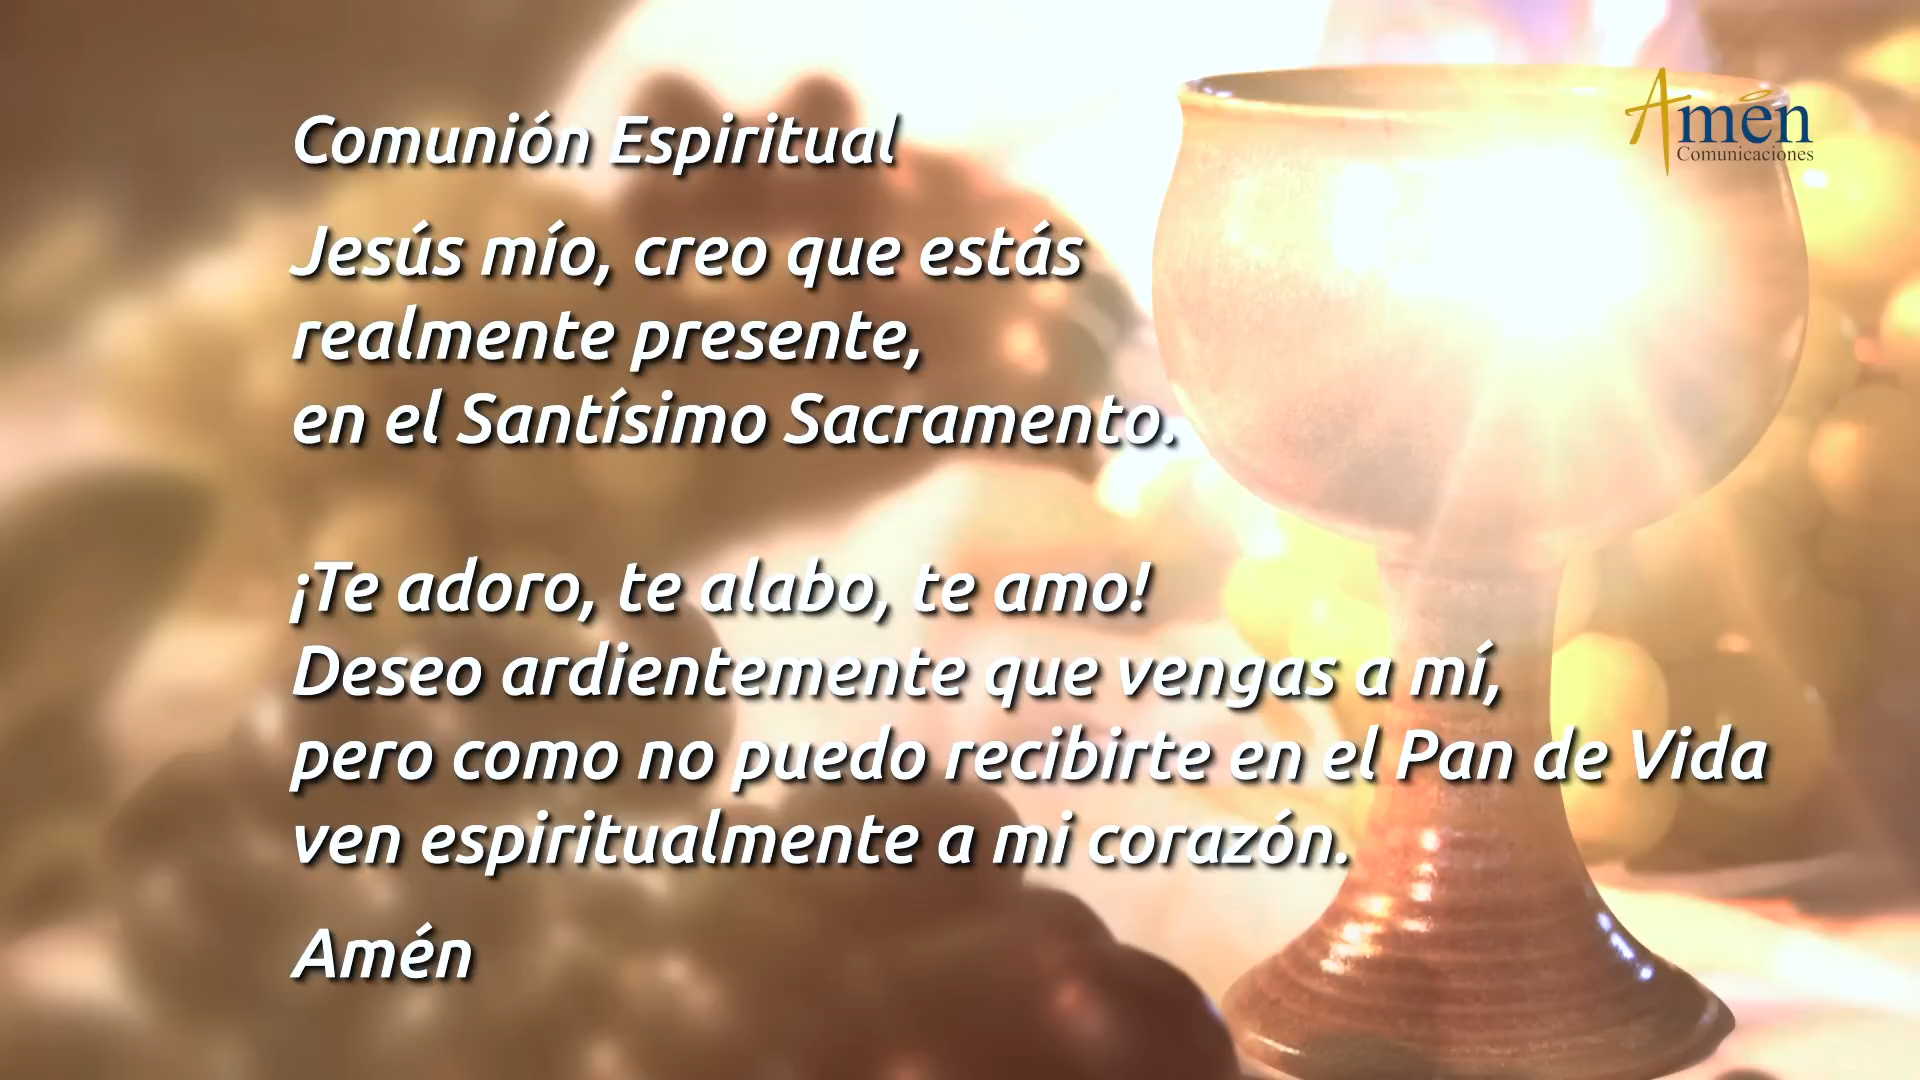 Amén
Comunicaciones
Comunión Espiritual
Jesús mío, creo que estás
realmente presente,
en el Santísimo Sacramento.
¡Te adoro, te alabo, te amo!
Deseo ardientemente que vengas a mí,
pero como no puedo recibirte en el Pan de Vida
ven espiritualmente a mi corazón.
Amén